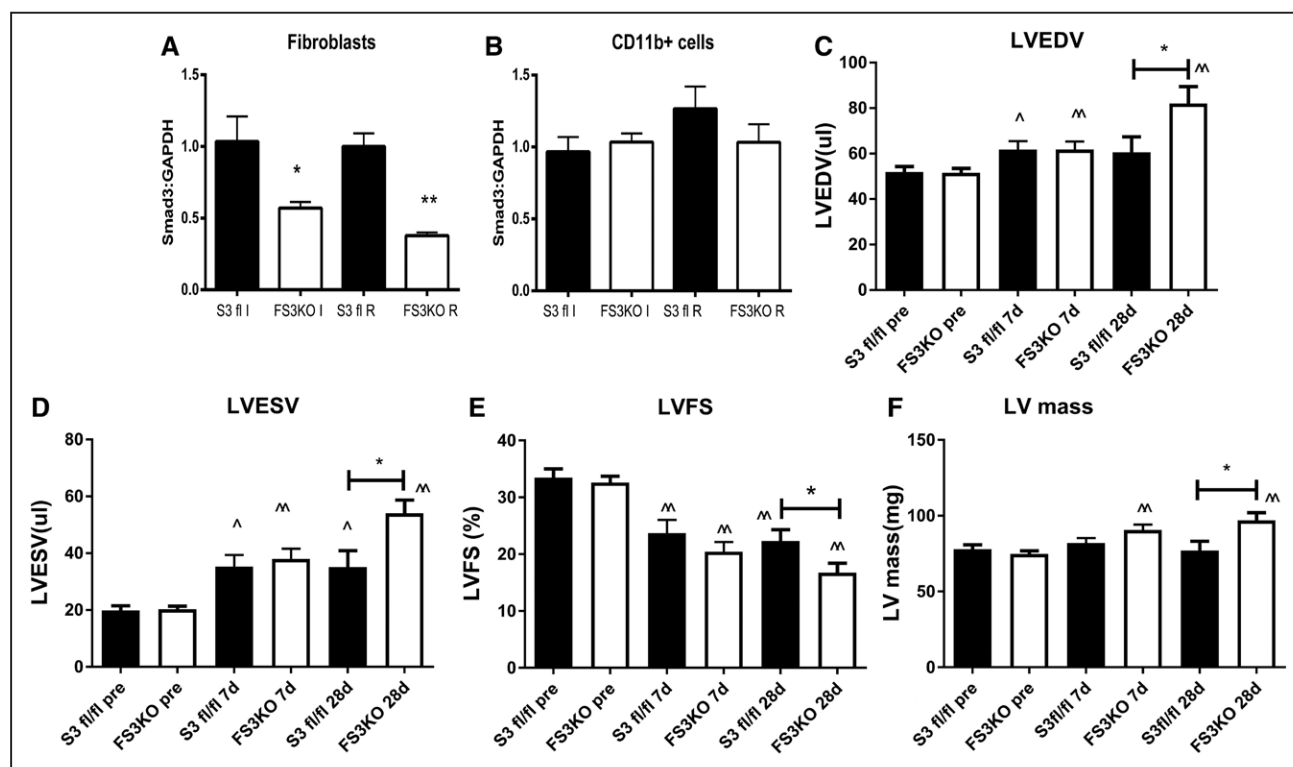 A Fibroblasts
Smad3:GAPDH
1.5
1.0
0.5
0.0
*
**
S3 fl I
FS3KO I
S3 fl R
FS3KO R
B CD11b+ cells
Smad3:GAPDH
1.5
1.0
0.5
0.0
S3 fl I
FS3KO I
S3 fl R
FS3KO R
C LVEDV
LVEDV(ul)
100
80
60
40
20
0
^
^^
*
^^
S3 fl/fl pre
FS3KO pre
S3 fl/fl 7d
FS3KO 7d
S3 fl/fl 28d
FS3KO 28d
D LVESV
LVESV(ul)
80
60
40
20
0
^
^^
^
*
^^
S3 fl/fl pre
FS3KO pre
S3 fl/fl 7d
FS3KO 7d
S3 fl/fl 28d
FS3KO 28d
E LVFS
LVFS (%)
40
30
20
10
0
^^
^^
^^
*
^^
S3 fl/fl pre
FS3KO pre
S3 fl/fl 7d
FS3KO 7d
S3 fl/fl 28d
FS3KO 28d
F LV mass
LV mass(mg)
150
100
50
0
^^
*
^^
S3 fl/fl pre
FS3KO pre
S3fl/fl 7d
FS3KO 7d
S3fl/fl 28d
FS3KO 28d